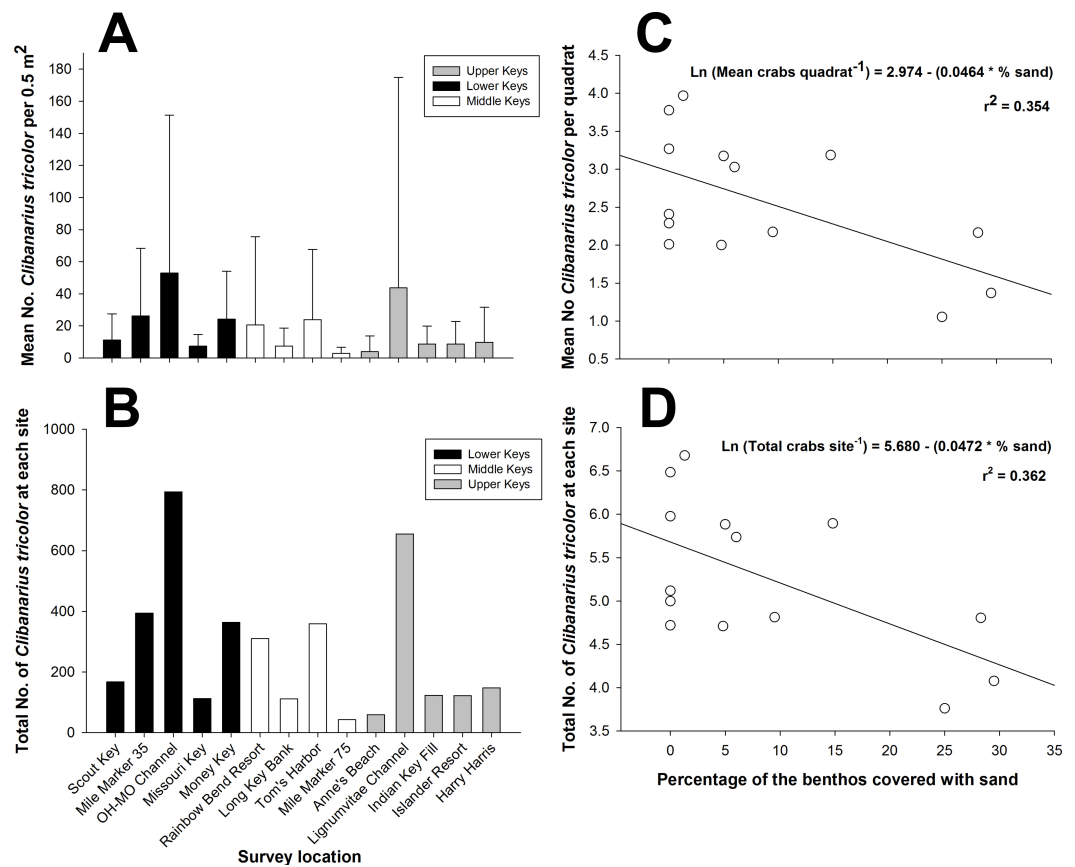 A
Mean No. Clibanarius tricolor per 0.5 m²
180
160
140
120
100
80
60
40
20
0
Upper Keys
Lower Keys
Middle Keys
B
Total No. of Clibanarius tricolor at each site
1000
800
600
400
200
0
Lower Keys
Middle Keys
Upper Keys
Scout Key
Mile Marker 35
OH-MO Channel
Missouri Key
Money Key
Rainbow Bend Resort
Long Key Bank
Tom's Harbor
Mile Marker 75
Anne's Beach
Lignumvitae Channel
Indian Key Fill
Islander Resort
Harry Harris
Survey location
C
Mean No Clibanarius tricolor per quadrat
4.5
4.0
3.5
3.0
2.5
2.0
1.5
1.0
0.5
Ln (Mean crabs quadrat⁻¹) = 2.974 - (0.0464 * % sand)
r² = 0.354
D
Total No. of Clibanarius tricolor at each site
7.0
6.5
6.0
5.5
5.0
4.5
4.0
3.5
Ln (Total crabs site⁻¹) = 5.680 - (0.0472 * % sand)
r² = 0.362
0 5 10 15 20 25 30 35
Percentage of the benthos covered with sand